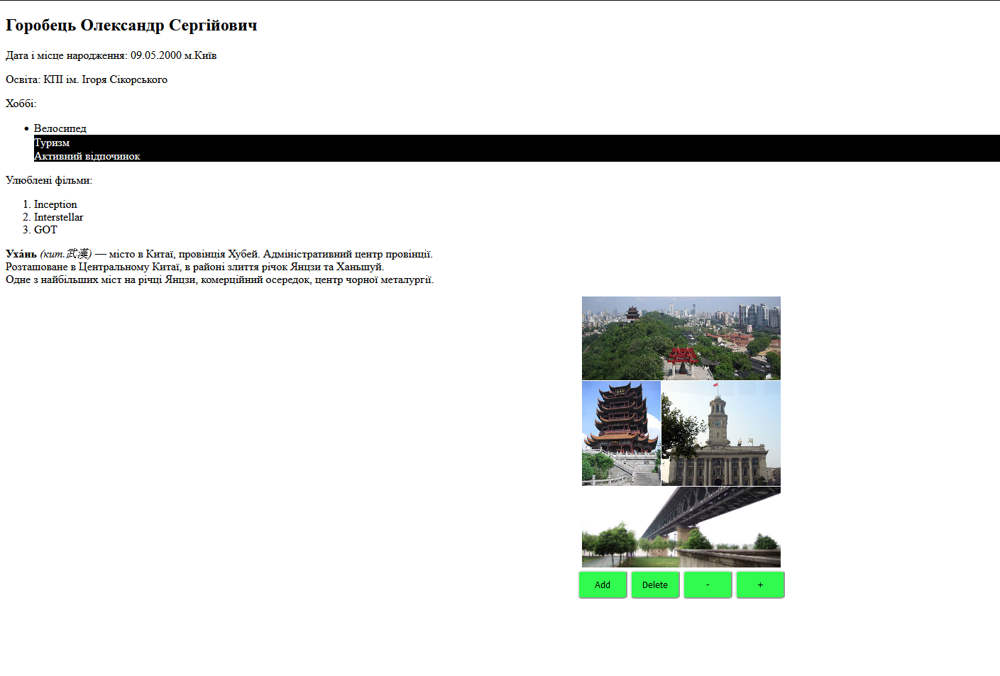 Горобець Олександр Сергійович
Дата і місце народження: 09.05.2000 м.Київ
Освіта: КПІ ім. Ігоря Сікорського
Хоббі:
• Велосипед
Туризм
Активний відпочинок
Улюблені фільми:
1. Inception
2. Interstellar
3. GOT
Уха́нь (кит.武漢) — місто в Китаї, провінція Хубей. Адміністративний центр провінції.
Розташоване в Центральному Китаї, в районі злиття річок Янцзи та Ханьшуй.
Одне з найбільших міст на річці Янцзи, комерційний осередок, центр чорної металургії.
Add Delete - +